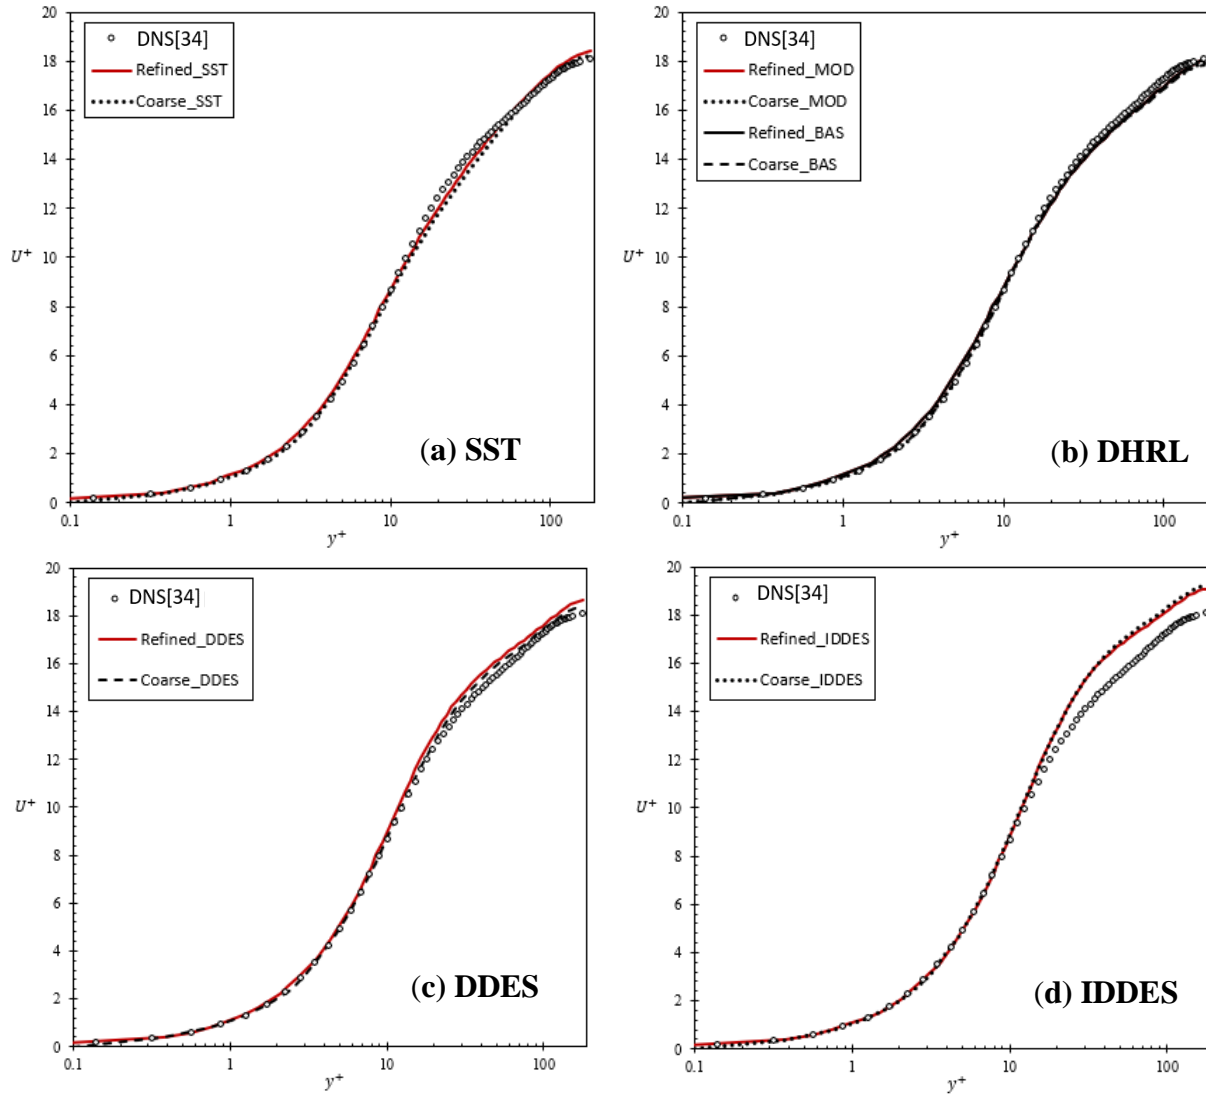 20
18
16
14
12
10
8
6
4
2
0
U⁺
DNS[34]
Refined_SST
Coarse_SST
(a) SST
0.1 1 10 100
y⁺
20
18
16
14
12
10
8
6
4
2
0
U⁺
DNS[34]
Refined_MOD
Coarse_MOD
Refined_BAS
Coarse_BAS
(b) DHRL
0.1 1 10 100
y⁺
20
18
16
14
12
10
8
6
4
2
0
U⁺
DNS[34]
Refined_DDES
Coarse_DDES
(c) DDES
0.1 1 10 100
y⁺
20
18
16
14
12
10
8
6
4
2
0
U⁺
DNS[34]
Refined_IDDES
Coarse_IDDES
(d) IDDES
0.1 1 10 100
y⁺